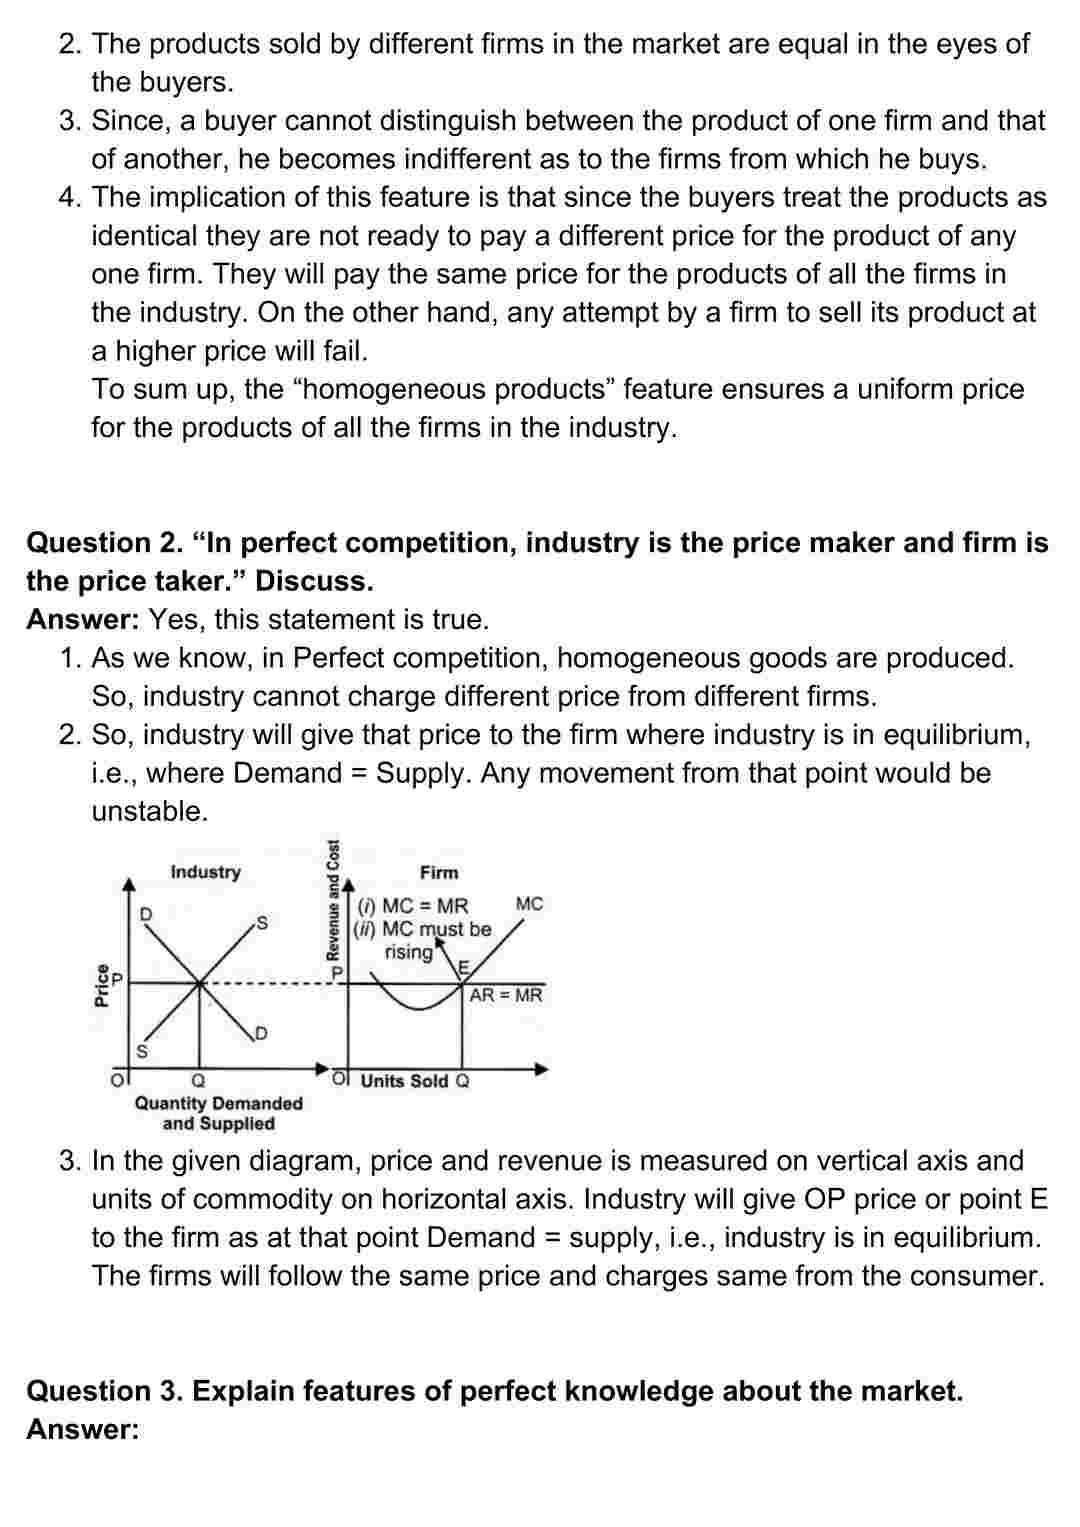 2. The products sold by different firms in the market are equal in the eyes of
the buyers.
3. Since, a buyer cannot distinguish between the product of one firm and that
of another, he becomes indifferent as to the firms from which he buys.
4. The implication of this feature is that since the buyers treat the products as
identical they are not ready to pay a different price for the product of any
one firm. They will pay the same price for the products of all the firms in
the industry. On the other hand, any attempt by a firm to sell its product at
a higher price will fail.
To sum up, the “homogeneous products” feature ensures a uniform price
for the products of all the firms in the industry.
Question 2. “In perfect competition, industry is the price maker and firm is
the price taker.” Discuss.
Answer: Yes, this statement is true.
1. As we know, in Perfect competition, homogeneous goods are produced.
So, industry cannot charge different price from different firms.
2. So, industry will give that price to the firm where industry is in equilibrium,
i.e., where Demand = Supply. Any movement from that point would be
unstable.
Industry
Price
D
S
P
S
D
O
Q
Quantity Demanded
and Supplied
Firm
Revenue and Cost
(i) MC = MR
(ii) MC must be
rising
MC
P
E
AR = MR
O
Units Sold Q
3. In the given diagram, price and revenue is measured on vertical axis and
units of commodity on horizontal axis. Industry will give OP price or point E
to the firm as at that point Demand = supply, i.e., industry is in equilibrium.
The firms will follow the same price and charges same from the consumer.
Question 3. Explain features of perfect knowledge about the market.
Answer: